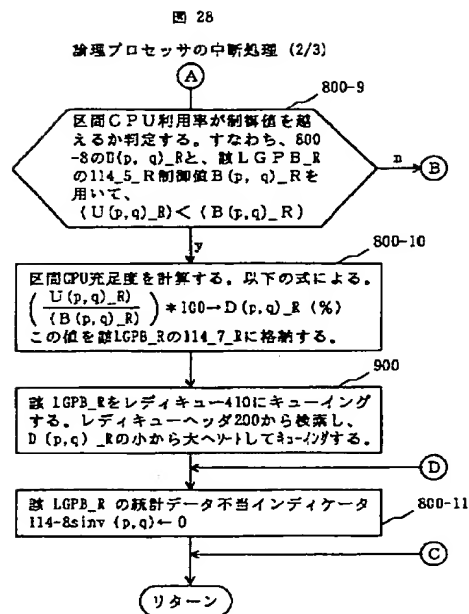 図 28
論理プロセッサの中断処理 (2/3)
A
800-9
区間CPU利用率が制御値を越
えるか判定する。すなわち、800
-8のU(p, q)_Rと、該LGPB_R
の114_5_R制御値B(p, q)_Rを
用いて、
{U(p,q)_R}<{B(p,q)_R}
n
B
y
800-10
区間CPU充足度を計算する。以下の式による。
(U(p,q)_R)
({B(p,q)_R}) *100→D(p,q)_R (%)
この値を該LGPB_Rの114_7_Rに格納する。
900
該 LGPB_Rをレディキュー410にキューイング
する。レディキューヘッダ200から検索し、
D(p,q)_Rの小から大へソートしてキューイングする。
D
800-11
該 LGPB_R の統計データ不当インディケータ
114-8sinv (p,q)←0
C
リターン